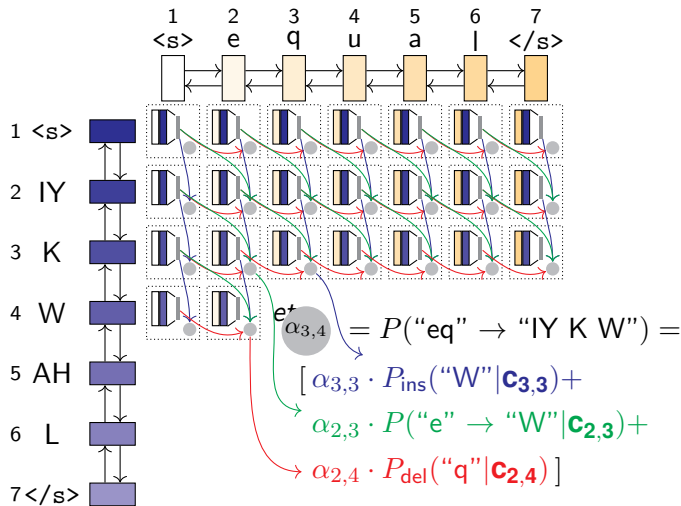 1 2 3 4 5 6 7
<s> e q u a l </s>
1 <s>
2 IY
3 K
4 W
et
α3,4 = P(“eq” → “IY K W”) =
5 AH
[ α3,3 · Pins(“W”|c3,3)+
6 L
α2,3 · P(“e” → “W”|c2,3)+
α2,4 · Pdel(“q”|c2,4) ]
7 </s>